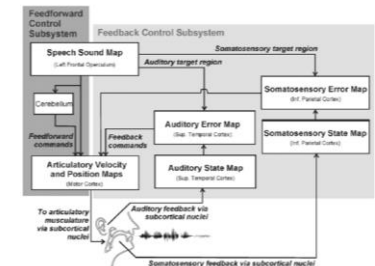 Feedforward
Control
Subsystem
Feedback Control Subsystem
Speech Sound Map
(Left Frontal Operculum)
Somatosensory target region
Auditory target region
Cerebellum
Somatosensory Error Map
(Inf. Parietal Cortex)
Auditory Error Map
(Sup. Temporal Cortex)
Feedforward
commands
Feedback
commands
Somatosensory State Map
(Inf. Parietal Cortex)
Articulatory Velocity
and Position Maps
(Motor Cortex)
Auditory State Map
(Sup. Temporal Cortex)
To articulatory
musculature
via subcortical
nuclei
Auditory feedback via
subcortical nuclei
Somatosensory feedback via subcortical nuclei